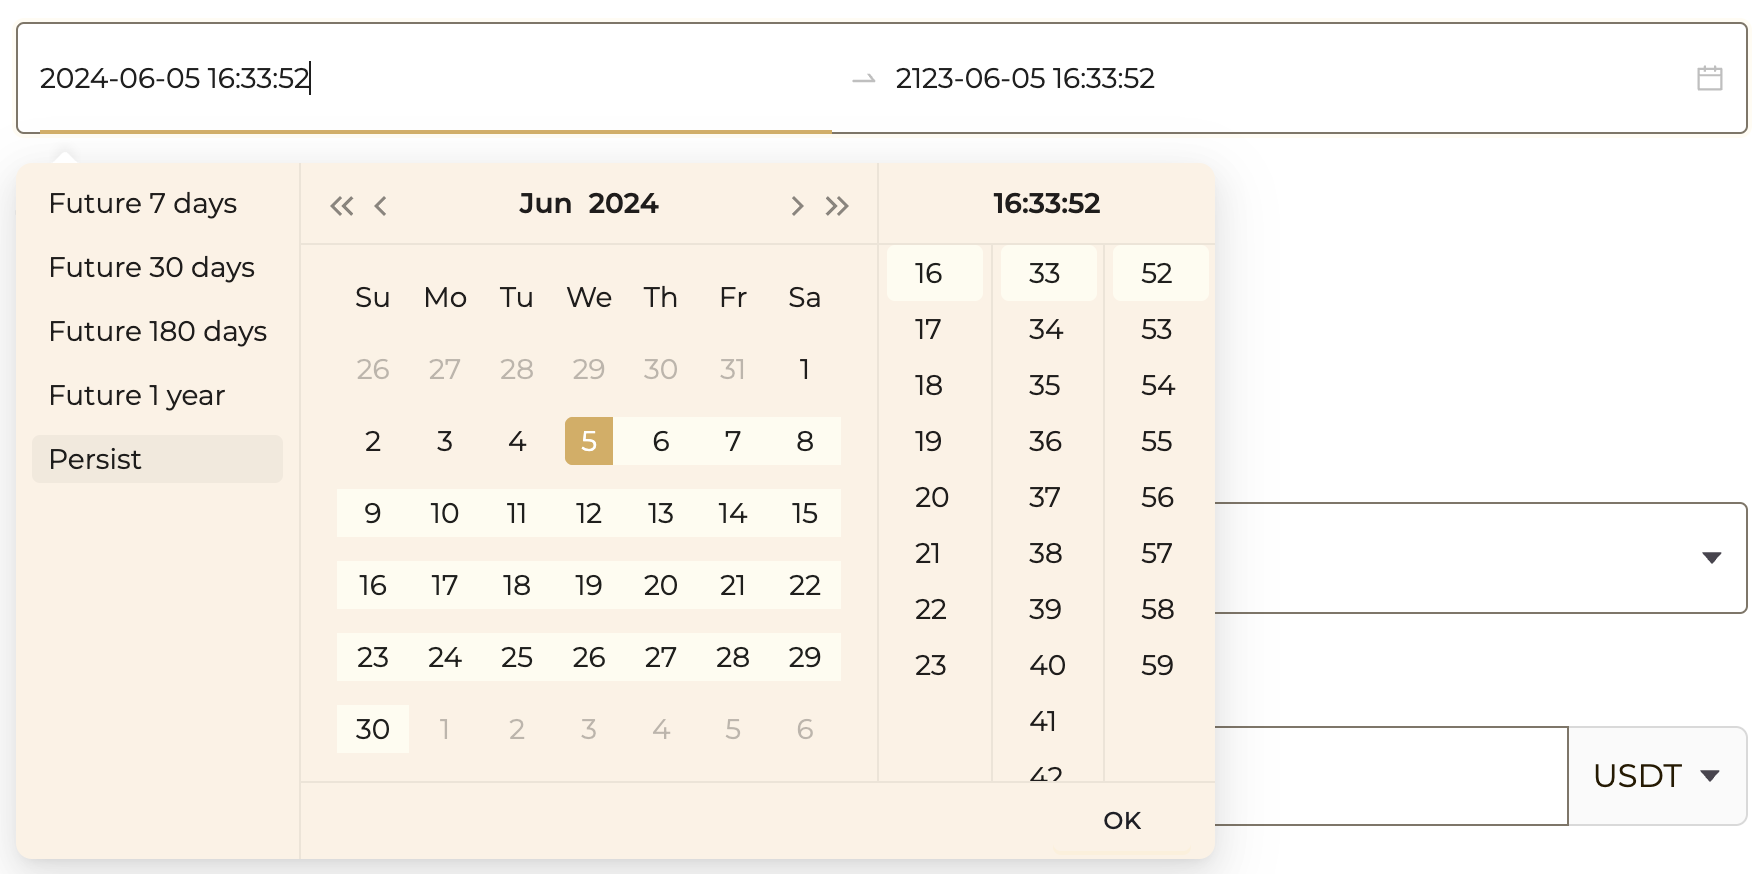 2024-06-05 16:33:52 2123-06-05 16:33:52
Future 7 days
Future 30 days
Future 180 days
Future 1 year
Persist
Jun 2024
Su Mo Tu We Th Fr Sa
26 27 28 29 30 31 1
2 3 4 5 6 7 8
9 10 11 12 13 14 15
16 17 18 19 20 21 22
23 24 25 26 27 28 29
30 1 2 3 4 5 6
16:33:52
16 33 52
17 34 53
18 35 54
19 36 55
20 37 56
21 38 57
22 39 58
23 40 59
41
42
OK
USDT